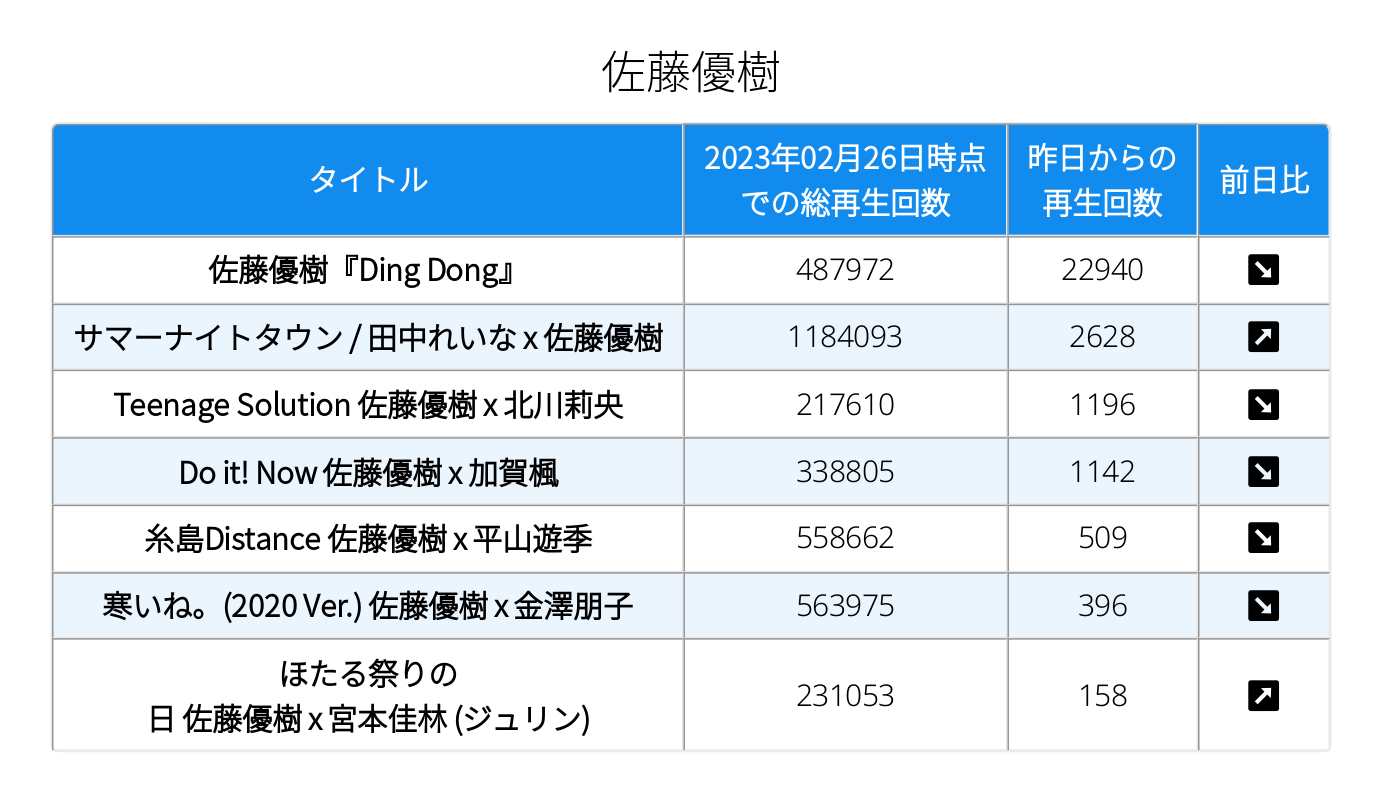 佐藤優樹
タイトル
2023年02月26日時点
での総再生回数
昨日からの
再生回数
前日比
佐藤優樹『Ding Dong』
487972
22940
↘
サマーナイトタウン / 田中れいな x 佐藤優樹
1184093
2628
↗
Teenage Solution 佐藤優樹 x 北川莉央
217610
1196
↘
Do it! Now 佐藤優樹 x 加賀楓
338805
1142
↘
糸島Distance 佐藤優樹 x 平山遊季
558662
509
↘
寒いね。(2020 Ver.) 佐藤優樹 x 金澤朋子
563975
396
↘
ほたる祭りの
日 佐藤優樹 x 宮本佳林 (ジュリン)
231053
158
↗